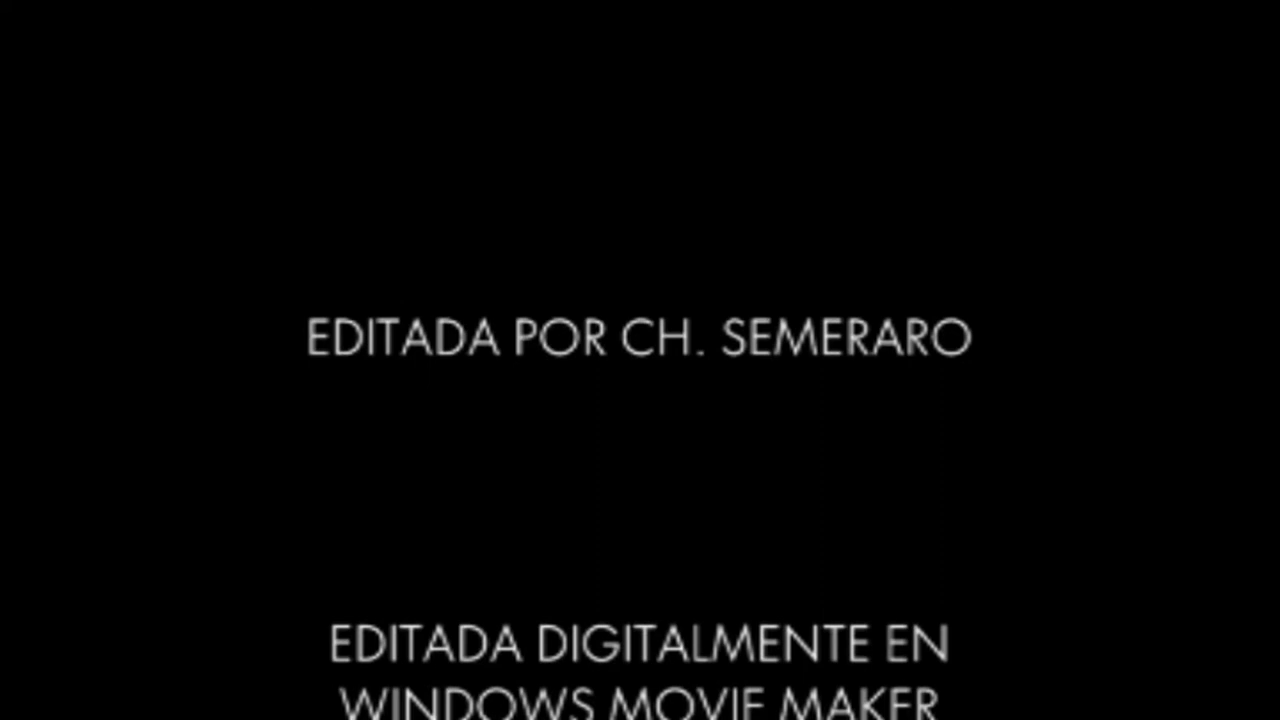 EDITADA POR CH. SEMERARO
EDITADA DIGITALMENTE EN
WINDOWS MOVIE MAKER